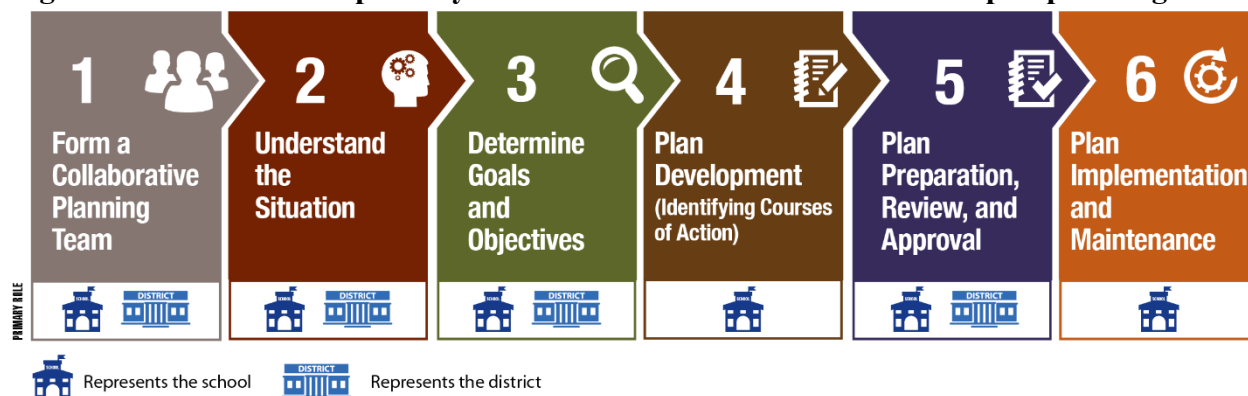 1
Form a
Collaborative
Planning
Team
2
Understand
the
Situation
3
Determine
Goals
and
Objectives
4
Plan
Development
(Identifying Courses
of Action)
5
Plan
Preparation,
Review, and
Approval
6
Plan
Implementation
and
Maintenance
PRIMARY ROLE
SCHOOL
DISTRICT
SCHOOL
DISTRICT
SCHOOL
DISTRICT
SCHOOL
SCHOOL
DISTRICT
SCHOOL
SCHOOL
Represents the school
DISTRICT
Represents the district